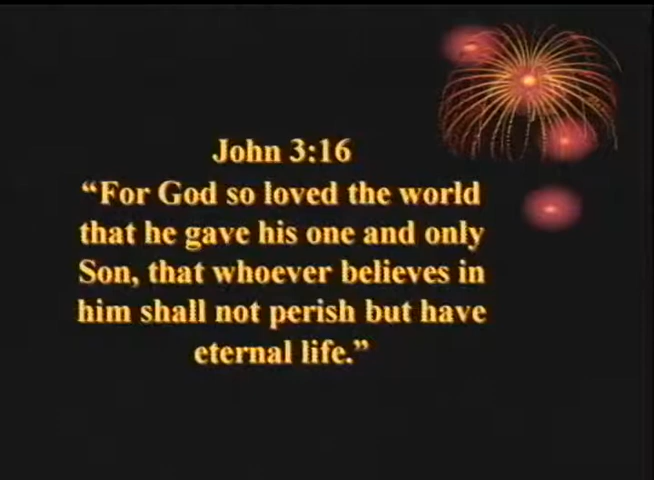 John 3:16
“For God so loved the world
that he gave his one and only
Son, that whoever believes in
him shall not perish but have
eternal life.”